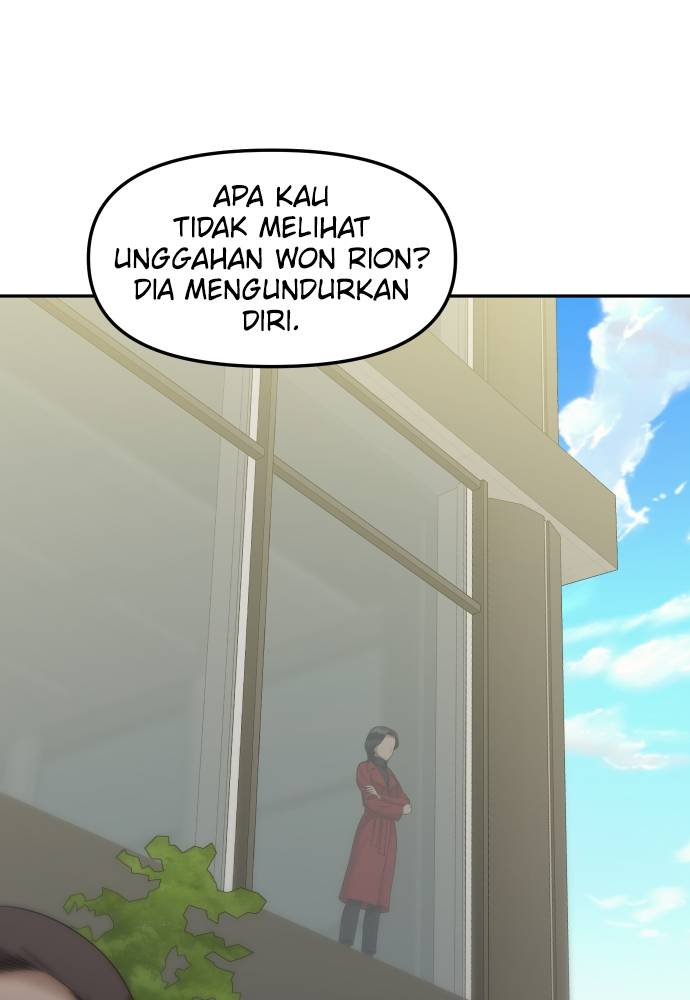 APA KAU
TIDAK MELIHAT
UNGGAHAN WON RION?
DIA MENGUNDURKAN
DIRI.